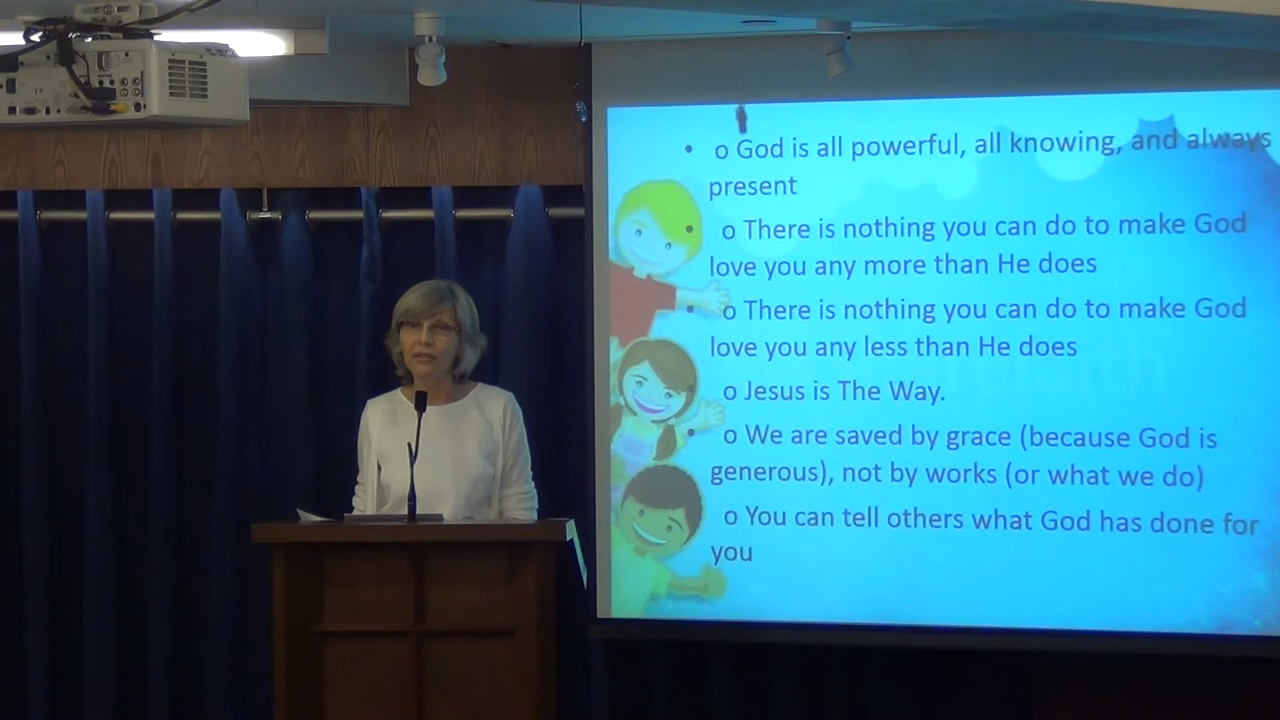 • o God is all powerful, all knowing, and always
present
• o There is nothing you can do to make God
love you any more than He does
• o There is nothing you can do to make God
love you any less than He does
o Jesus is The Way.
• o We are saved by grace (because God is
generous), not by works (or what we do)
o You can tell others what God has done for
you